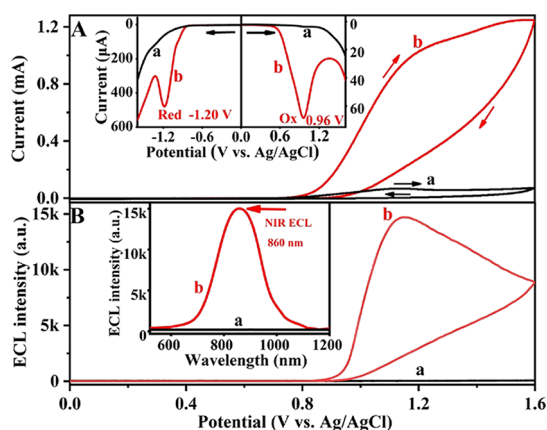 A
Current (mA)
1.2
0.8
0.4
0.0
Current (µA)
0
200
400
600
0
20
40
60
a
b
a
b
Red -1.20 V
Ox 0.96 V
-1.2
-0.6
0.0
0.6
1.2
Potential (V vs. Ag/AgCl)
b
a
B
ECL intensity (a.u.)
15k
10k
5k
0
ECL intensity (a.u.)
15k
10k
5k
0
NIR ECL
860 nm
b
a
600
800
1000
1200
Wavelength (nm)
b
a
0.0
0.4
0.8
1.2
1.6
Potential (V vs. Ag/AgCl)